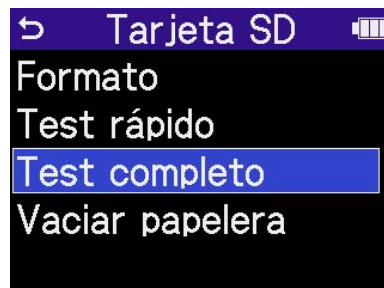 Tarjeta SD
Formato
Test rápido
Test completo
Vaciar papelera